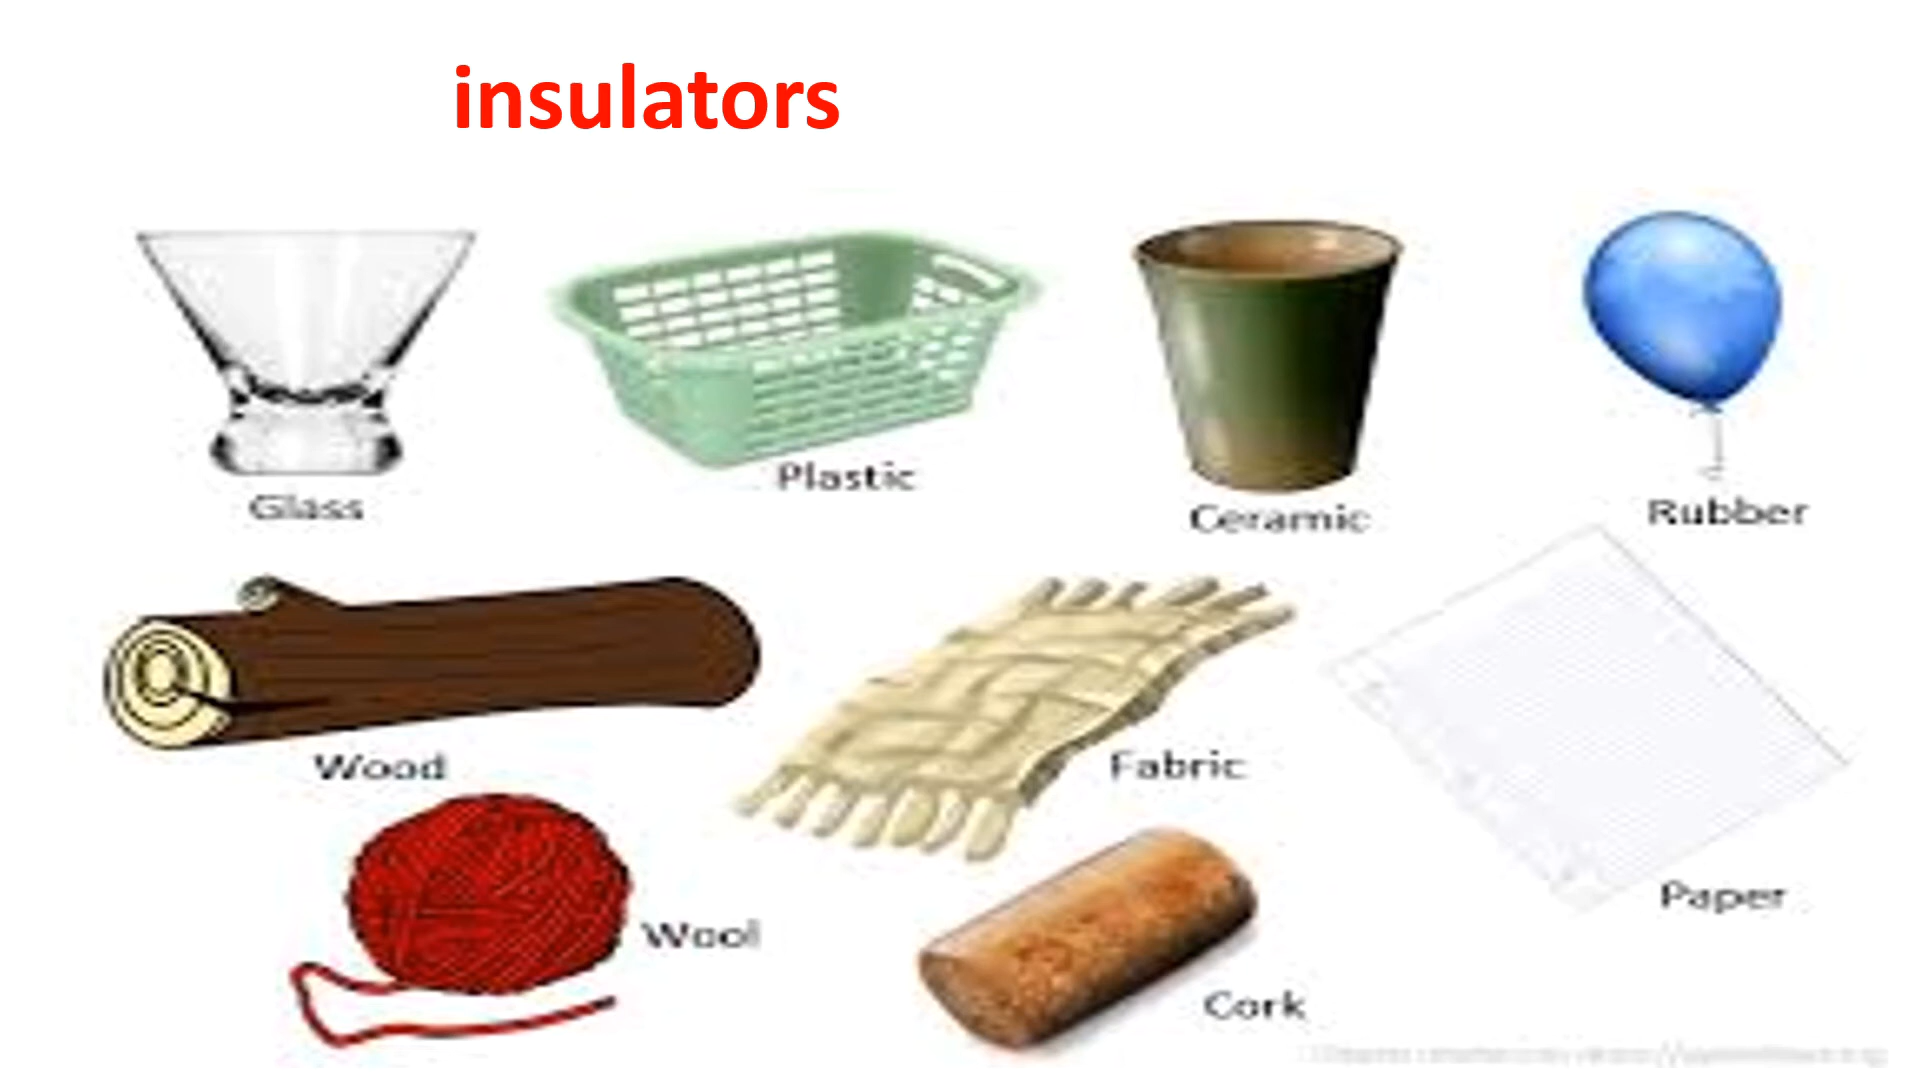 insulators
Glass
Plastic
Ceramic
Rubber
Wood
Fabric
Paper
Wool
Cork